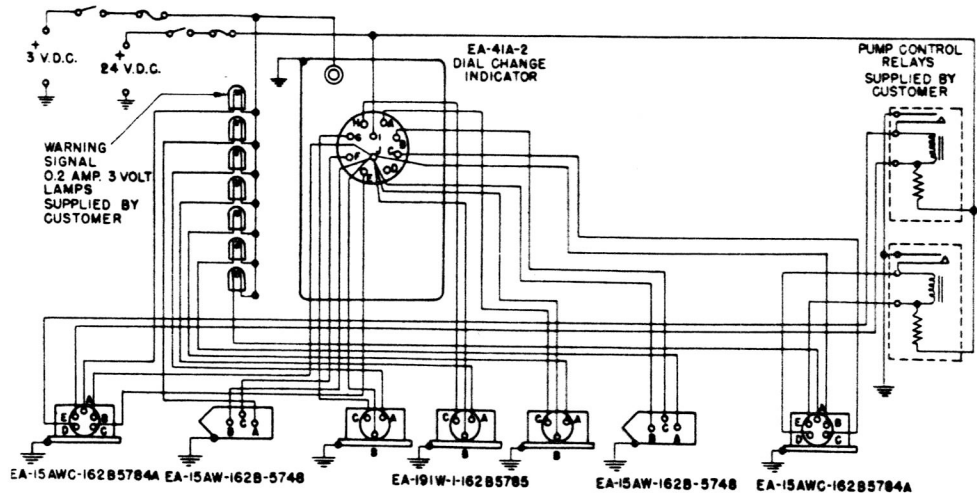 +
3 V.D.C.
+
24 V.D.C.
EA-41A-2
DIAL CHANGE
INDICATOR
PUMP CONTROL
RELAYS
SUPPLIED BY
CUSTOMER
WARNING
SIGNAL
0.2 AMP. 3 VOLT
LAMPS
SUPPLIED BY
CUSTOMER
H A
G I B
J C
F D
E
A
E B
D C
B C A
C A
B
C A
B
C A
B
B C A
A
E B
D C
EA-15AWC-162B5784A EA-15AW-162B-5748 EA-191W-1-162B5785 EA-15AW-162B-5748 EA-15AWC-162B5784A